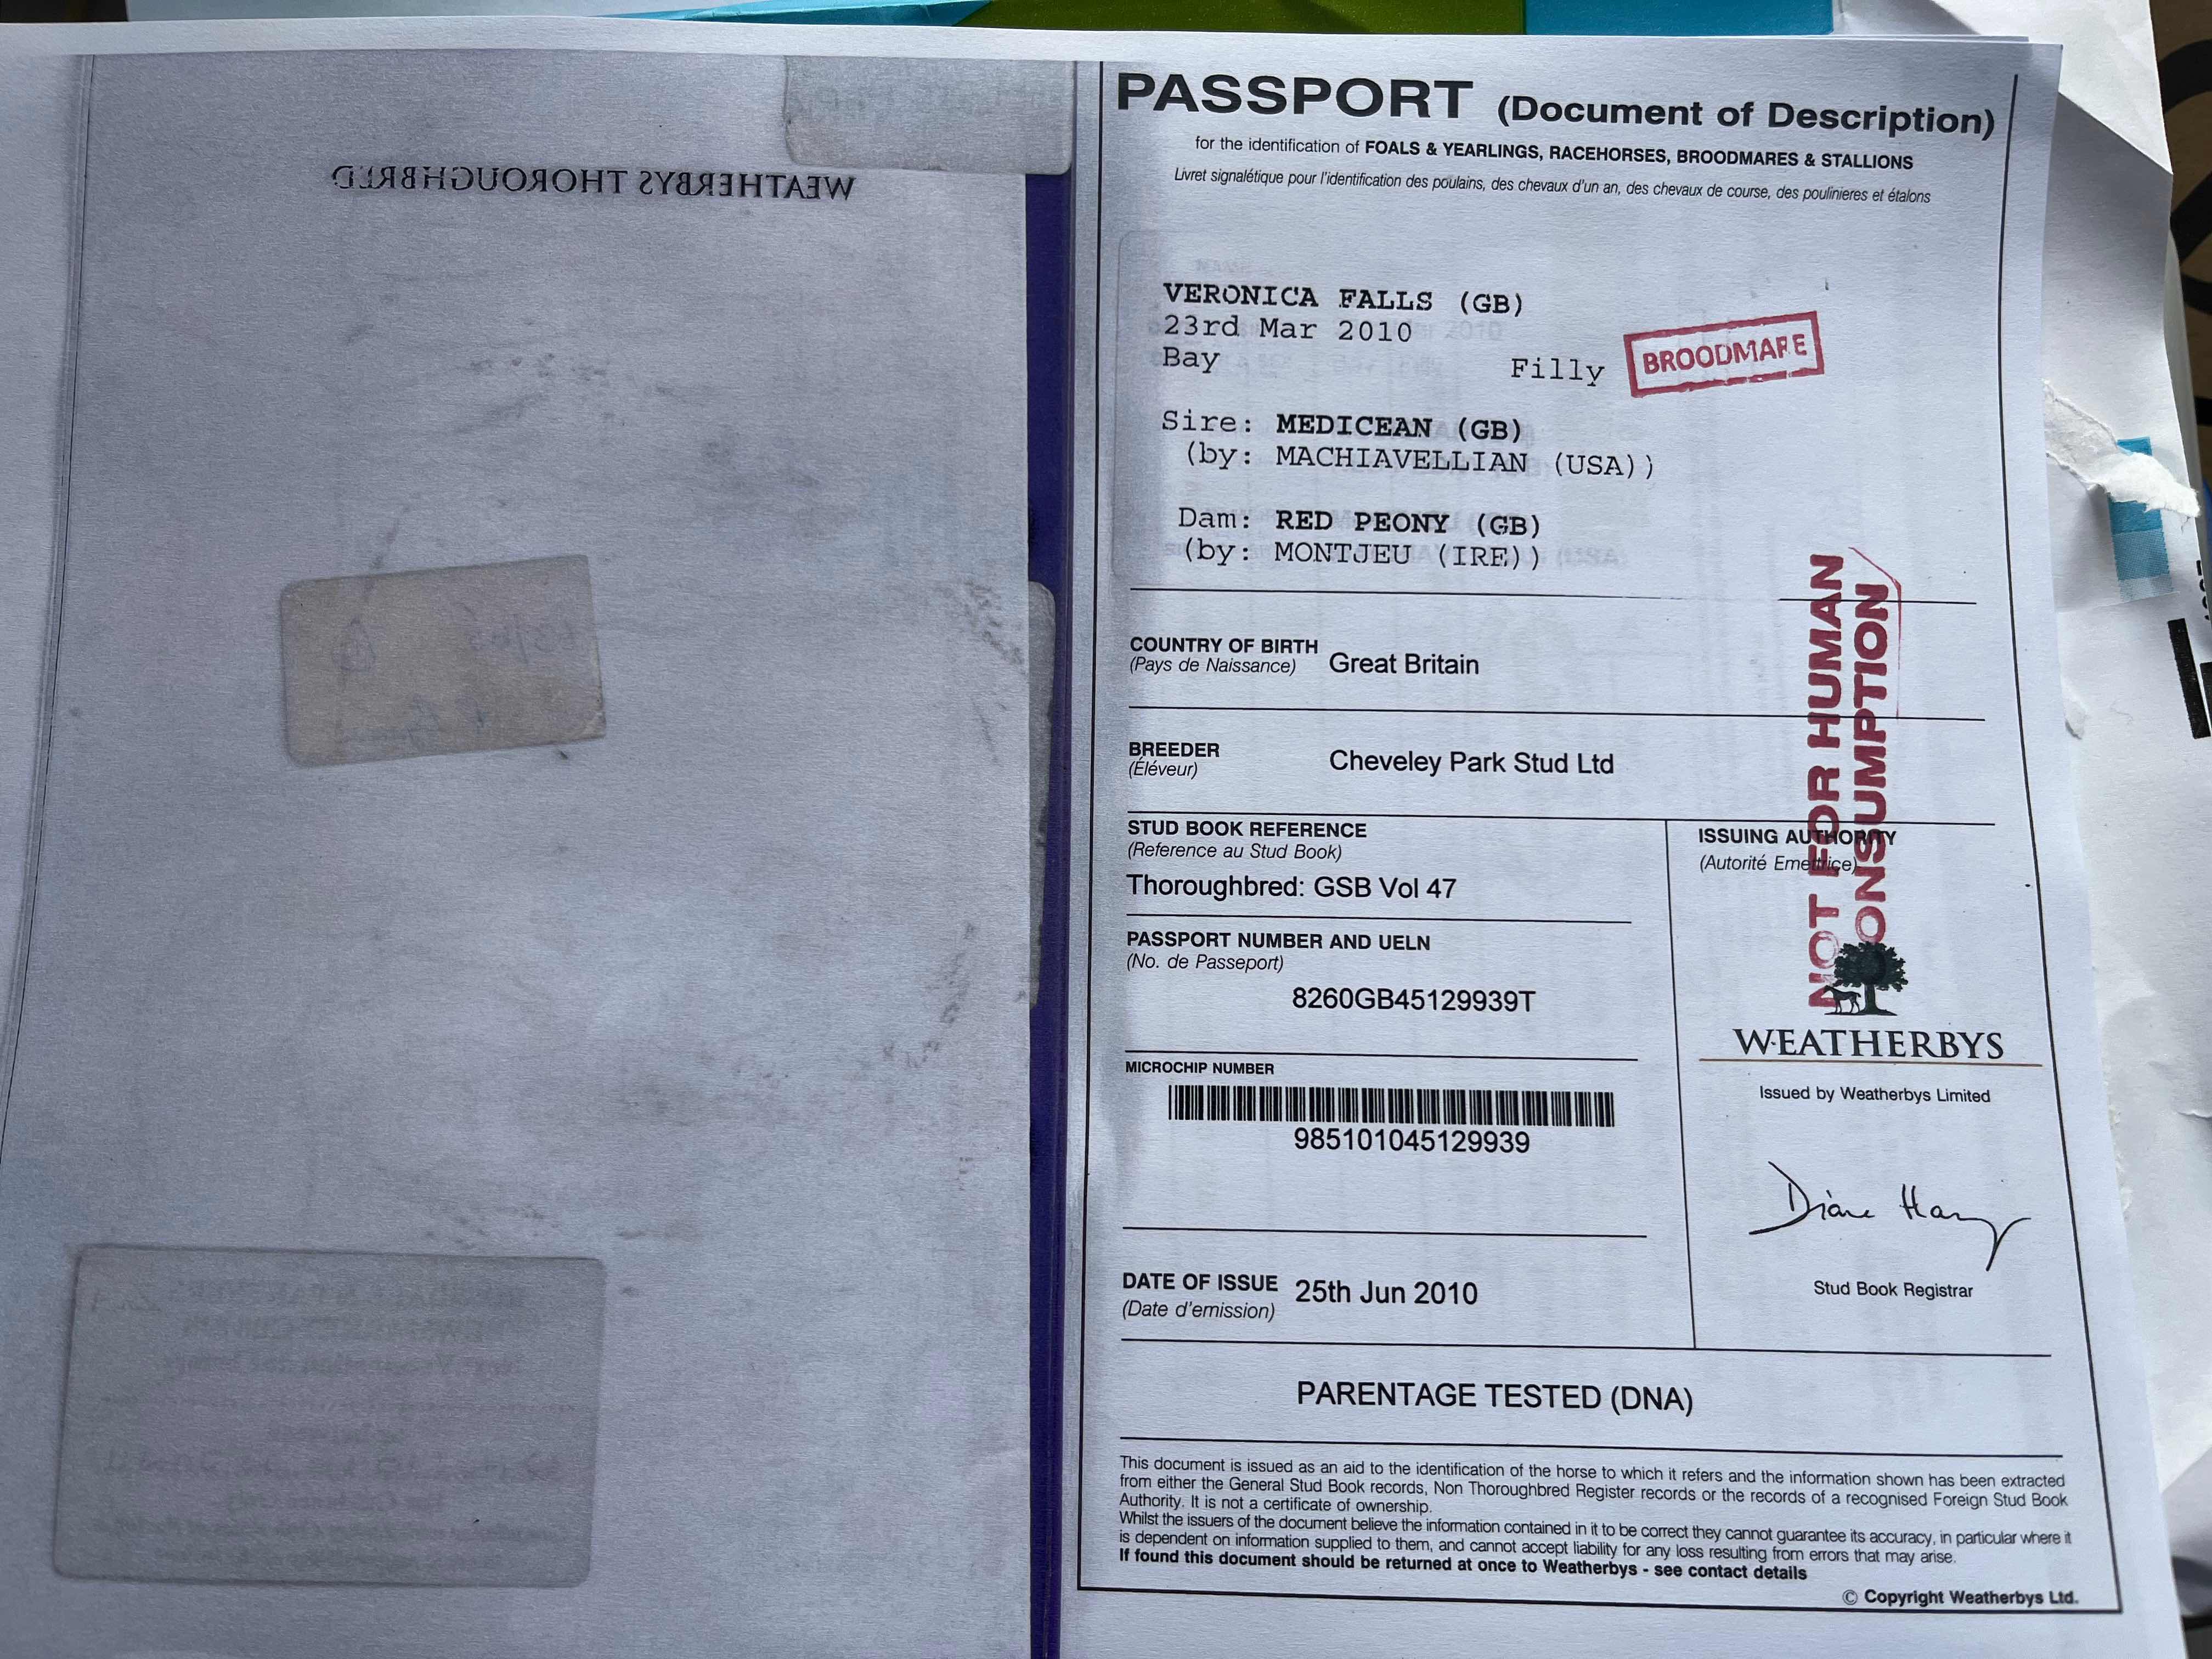 WEATHERBYS THOROUGHBRED
PASSPORT (Document of Description)
for the identification of FOALS & YEARLINGS, RACEHORSES, BROODMARES & STALLIONS
Livret signalétique pour l'identification des poulains, des chevaux d'un an, des chevaux de course, des poulinieres et étalons
VERONICA FALLS (GB)
23rd Mar 2010
Bay Filly
BROODMARE
Sire: MEDICEAN (GB)
(by: MACHIAVELLIAN (USA))
Dam: RED PEONY (GB)
(by: MONTJEU (IRE))
NOT FOR HUMAN
CONSUMPTION
COUNTRY OF BIRTH
(Pays de Naissance) Great Britain
BREEDER
(Éléveur)
Cheveley Park Stud Ltd
STUD BOOK REFERENCE
(Reference au Stud Book)
Thoroughbred: GSB Vol 47
PASSPORT NUMBER AND UELN
(No. de Passeport)
8260GB45129939T
MICROCHIP NUMBER
985101045129939
DATE OF ISSUE 25th Jun 2010
(Date d'emission)
ISSUING AUTHORITY
(Autorité Emettrice)
WEATHERBYS
Issued by Weatherbys Limited
Diane Harry
Stud Book Registrar
PARENTAGE TESTED (DNA)
This document is issued as an aid to the identification of the horse to which it refers and the information shown has been extracted
from either the General Stud Book records, Non Thoroughbred Register records or the records of a recognised Foreign Stud Book
Authority. It is not a certificate of ownership.
Whilst the issuers of the document believe the information contained in it to be correct they cannot guarantee its accuracy, in particular where it
is dependent on information supplied to them, and cannot accept liability for any loss resulting from errors that may arise.
If found this document should be returned at once to Weatherbys - see contact details
© Copyright Weatherbys Ltd.